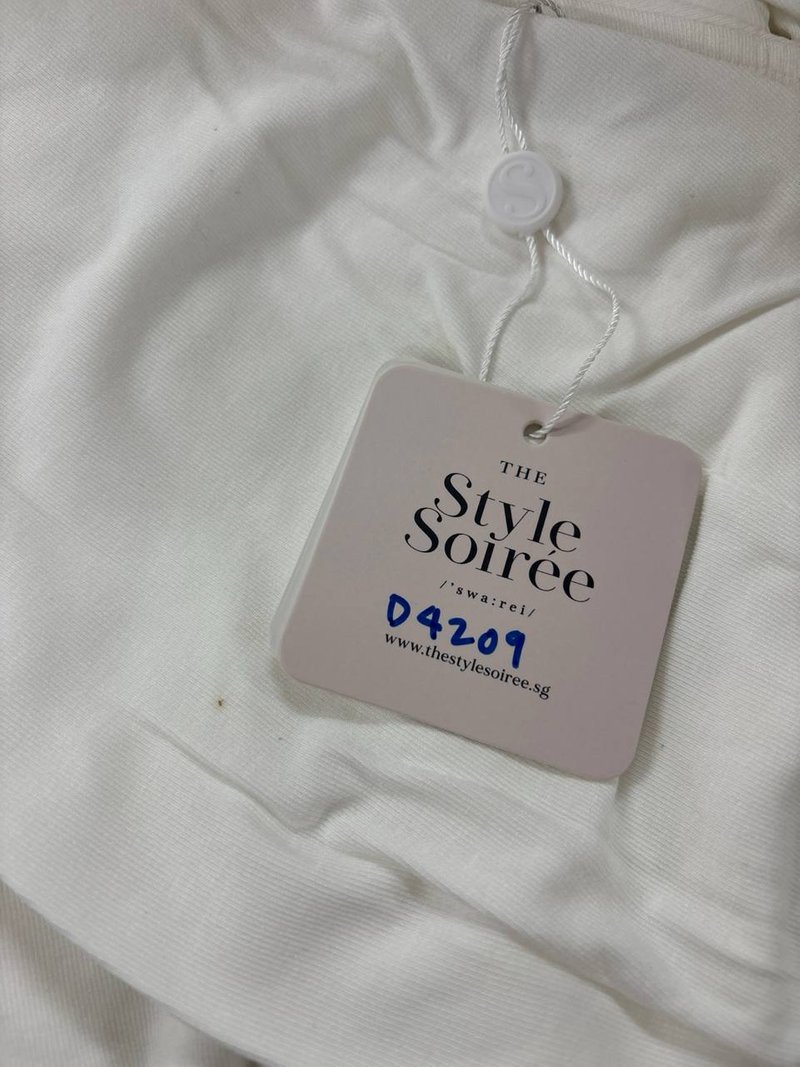 THE
Style
Soirée
/'swa:rei/
D4209
www.thestylesoiree.sg